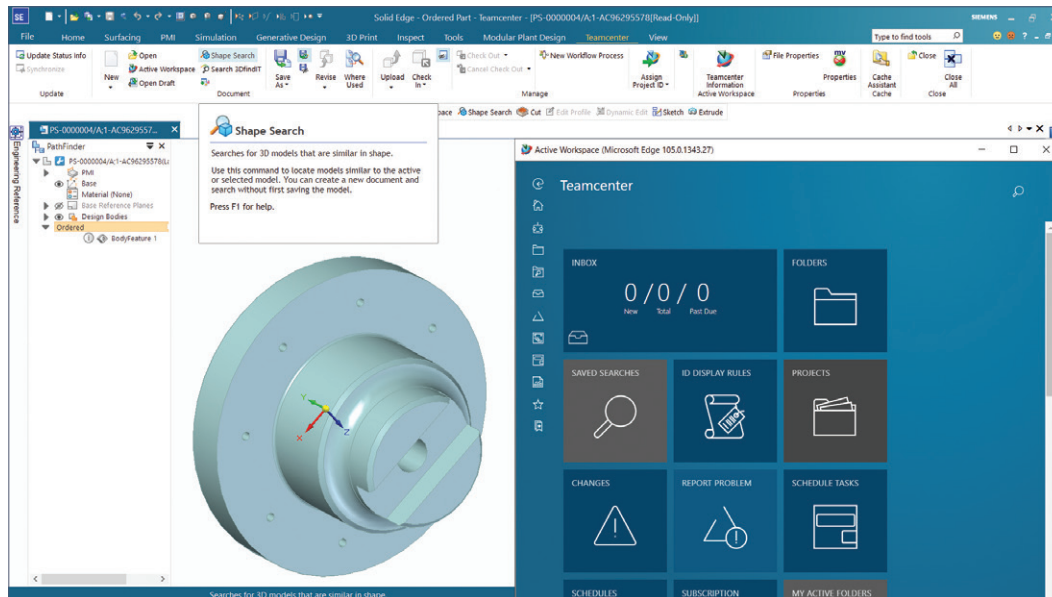 SE
Solid Edge - Ordered Part - Teamcenter - [PS-0000004/A;1-AC96295578[Read-Only]]
SIEMENS
File Home Surfacing PMI Simulation Generative Design 3D Print Inspect Tools Modular Plant Design Teamcenter View
Type to find tools
Update Status Info
Synchronize
Update
New
Open
Active Workspace
Open Draft
Shape Search
Search 3DfindIT
Document
Save As
Revise
Where Used
Upload
Check In
Check Out
Cancel Check Out
New Workflow Process
Manage
Assign Project ID
Teamcenter Information
Active Workspace
File Properties
Properties
Properties
Cache Assistant
Cache
Close
Close All
Close
Shape Search Cut Edit Profile Dynamic Edit Sketch Extrude
PS-0000004/A;1-AC9629557...
Engineering Reference
PathFinder
PS-0000004/A;1-AC96295578(Lo
PMI
Base
Material (None)
Base Reference Planes
Design Bodies
Ordered
BodyFeature 1
Shape Search
Searches for 3D models that are similar in shape.
Use this command to locate models similar to the active
or selected model. You can create a new document and
search without first saving the model.
Press F1 for help.
Y
X
Z
Active Workspace (Microsoft Edge 105.0.1343.27)
Teamcenter
INBOX
0 / 0 / 0
New Total Past Due
FOLDERS
SAVED SEARCHES
ID DISPLAY RULES
PROJECTS
CHANGES
REPORT PROBLEM
SCHEDULE TASKS
SCHEDULES
SUBSCRIPTION
MY ACTIVE FOLDERS
Searches for 3D models that are similar in shape